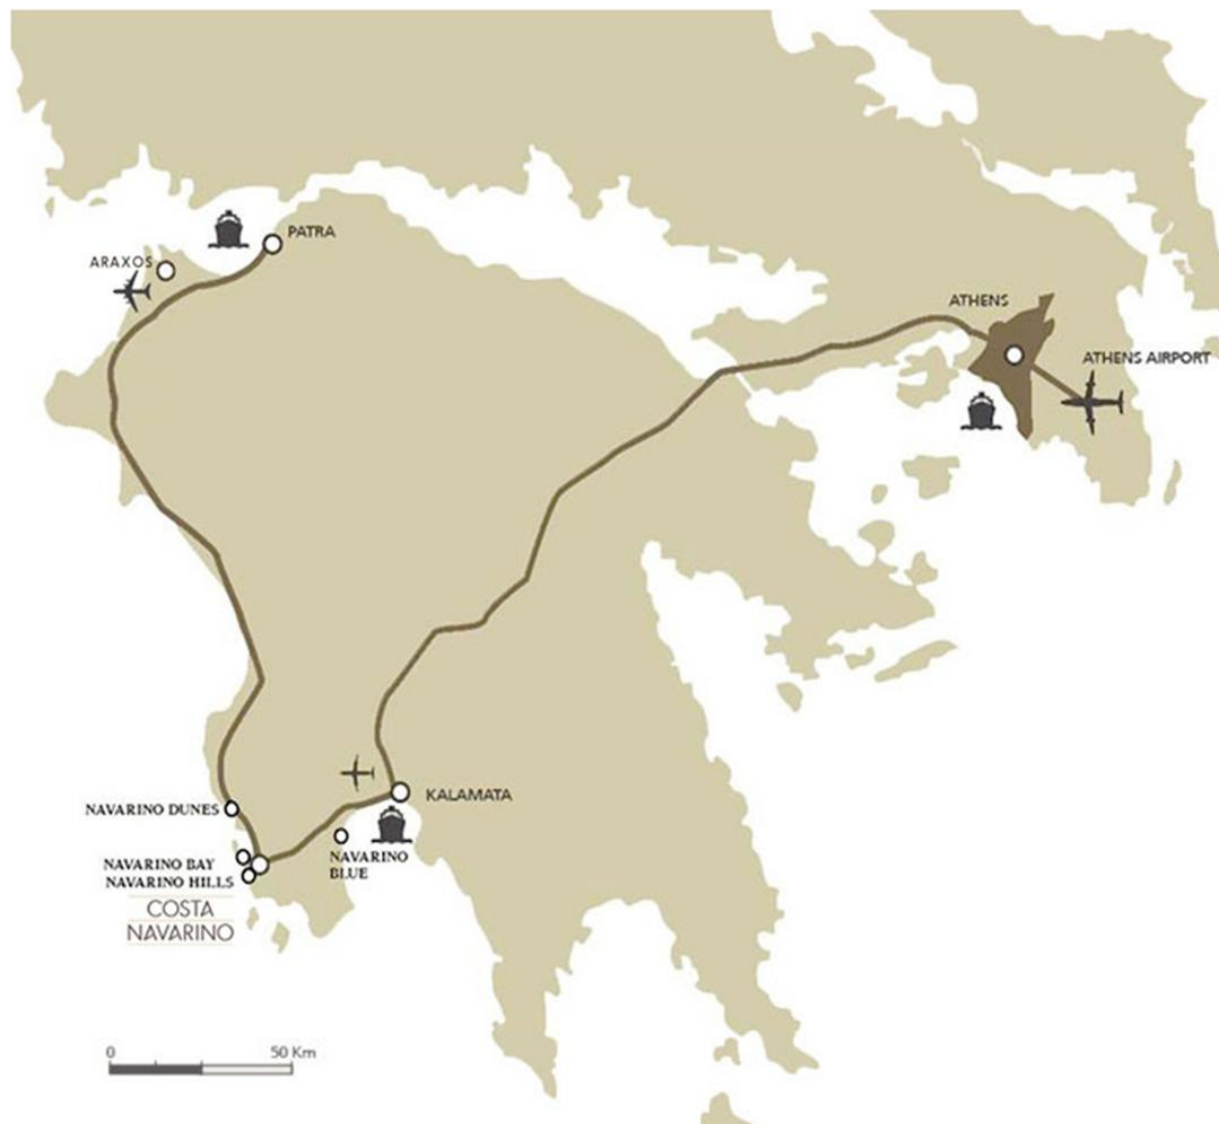 PATRA
ARAXOS
ATHENS
ATHENS AIRPORT
KALAMATA
NAVARINO DUNES
NAVARINO
BLUE
NAVARINO BAY
NAVARINO HILLS
COSTA
NAVARINO
0 50 Km